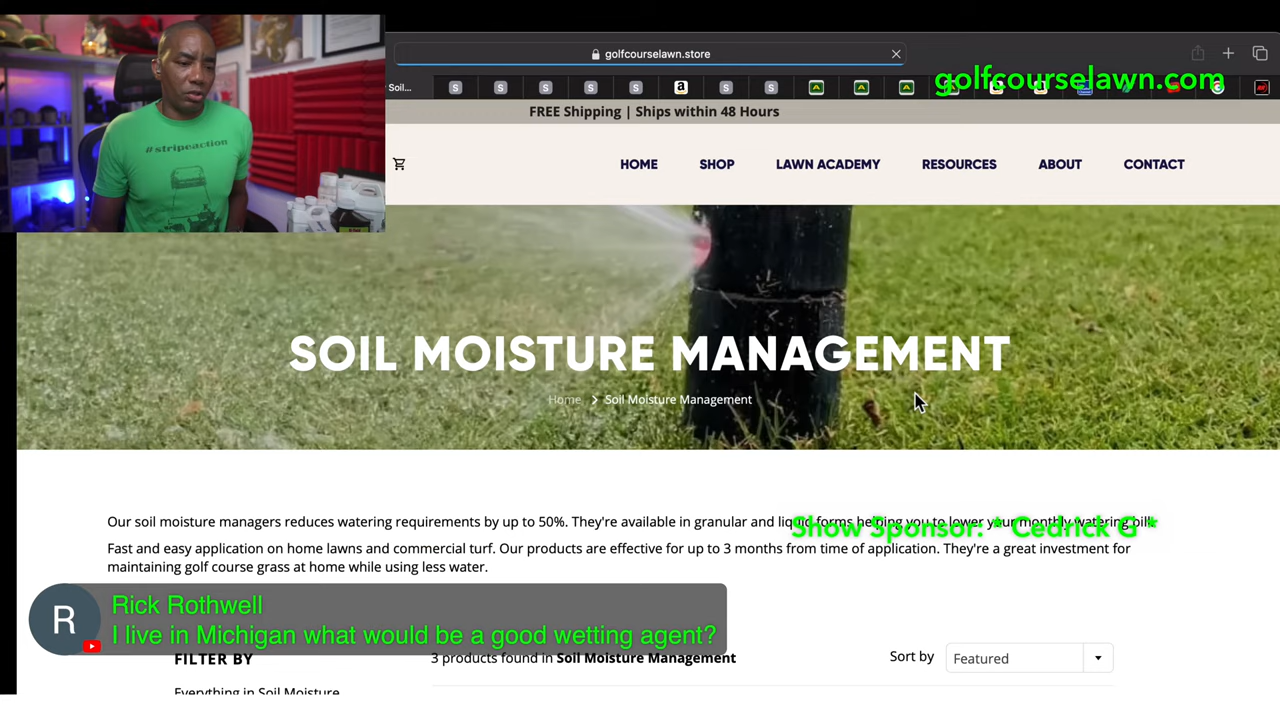 golfcourselawn.store
Soil...
golfcourselawn.com
FREE Shipping | Ships within 48 Hours
HOME
SHOP
LAWN ACADEMY
RESOURCES
ABOUT
CONTACT
#stripeaction
SOIL MOISTURE MANAGEMENT
Home > Soil Moisture Management
Our soil moisture managers reduces watering requirements by up to 50%. They're available in granular and liquid forms helping you to lower your monthly watering bill.
Show Sponsor: * Cedrick G *
Fast and easy application on home lawns and commercial turf. Our products are effective for up to 3 months from time of application. They're a great investment for
maintaining golf course grass at home while using less water.
R
Rick Rothwell
I live in Michigan what would be a good wetting agent?
FILTER BY
3 products found in Soil Moisture Management
Sort by
Featured
Everything in Soil Moisture